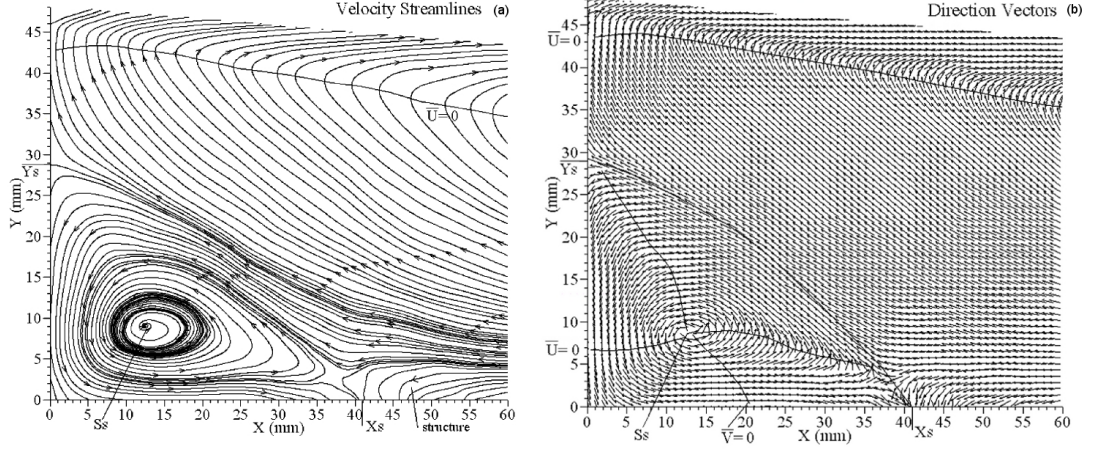 Velocity Streamlines (a)
45
40
35
30
Ys
25
20
15
10
5
0
Y (mm)
U=0
0 5 10 15 20 25 30 35 40 45 50 55 60
Ss
X (mm)
Xs
structure
Direction Vectors (b)
45
U=0
40
35
30
Ys
25
20
15
10
U=0
5
0
Y (mm)
0 5 10 15 20 25 30 35 40 45 50 55 60
Ss
V=0
X (mm)
Xs